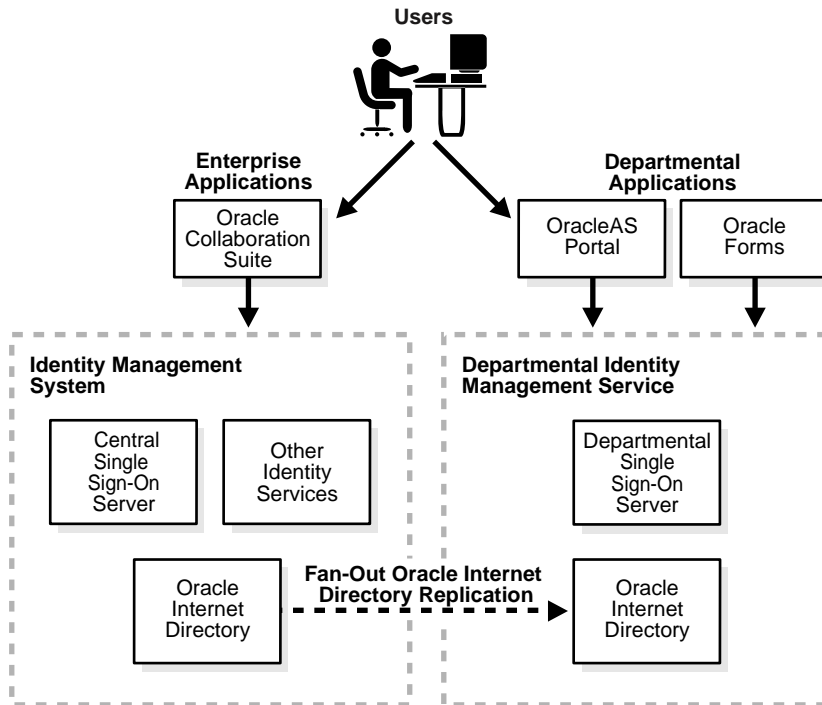 Users
Enterprise
Applications
Departmental
Applications
Oracle
Collaboration
Suite
OracleAS
Portal
Oracle
Forms
Identity Management
System
Departmental Identity
Management Service
Central
Single
Sign-On
Server
Other
Identity
Services
Departmental
Single
Sign-On
Server
Oracle
Internet
Directory
Fan-Out Oracle Internet
Directory Replication
Oracle
Internet
Directory